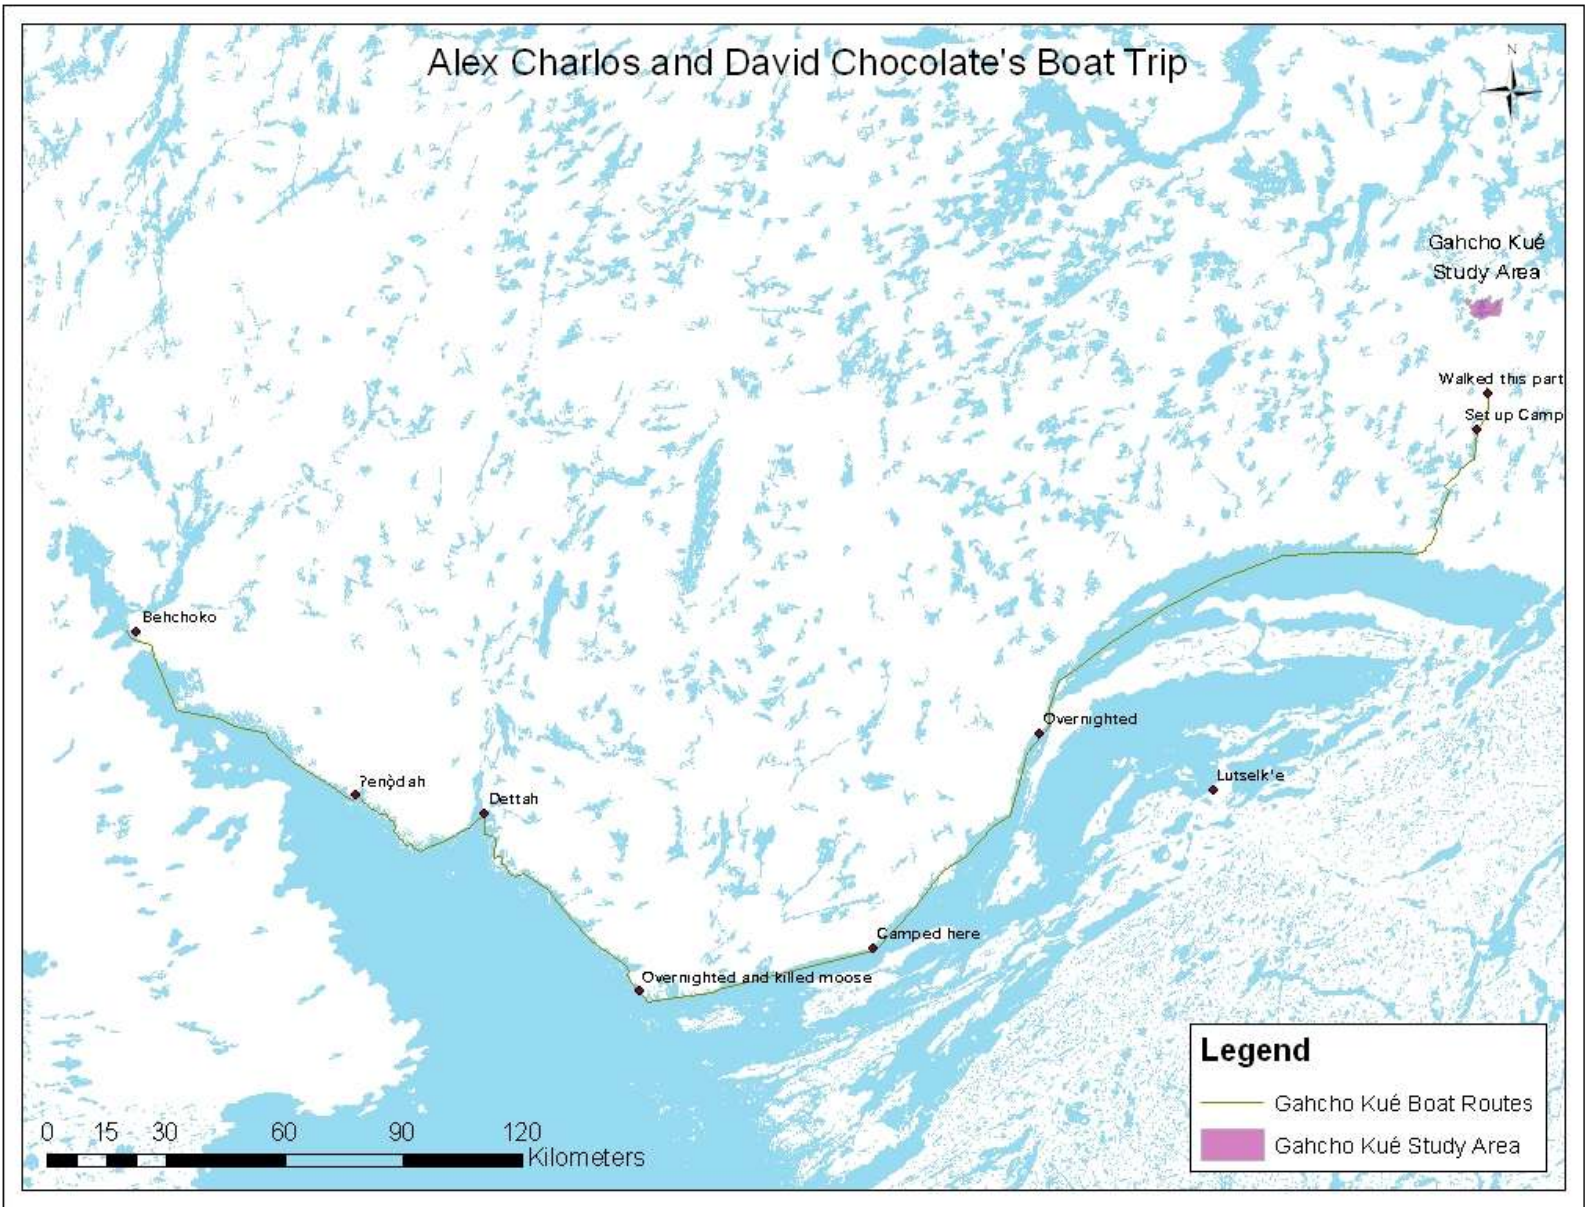 Alex Charlos and David Chocolate's Boat Trip
N
Gahcho Kué
Study Area
Walked this part
Set up Camp
Behchoko
Overnighted
Lutselk'e
?enǫ̀dah
Dettah
Camped here
Overnighted and killed moose
Legend
Gahcho Kué Boat Routes
Gahcho Kué Study Area
0 15 30 60 90 120
Kilometers